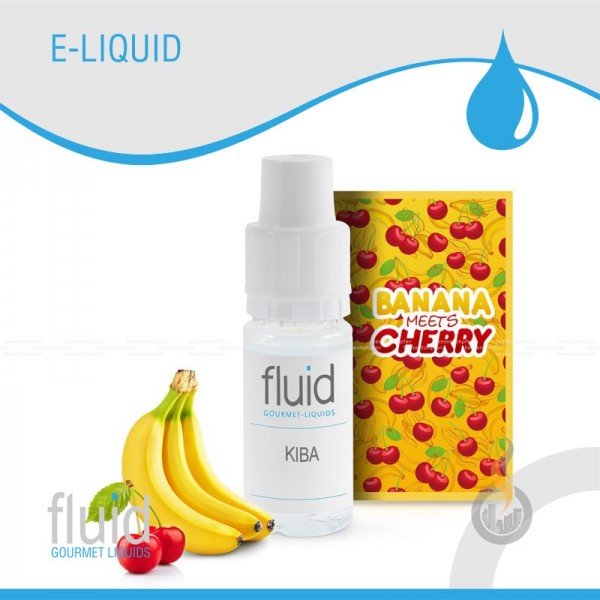 E-LIQUID
BANANA
MEETS
CHERRY
fluid
GOURMET-LIQUIDS
KIBA
fluid
GOURMET LIQUIDS